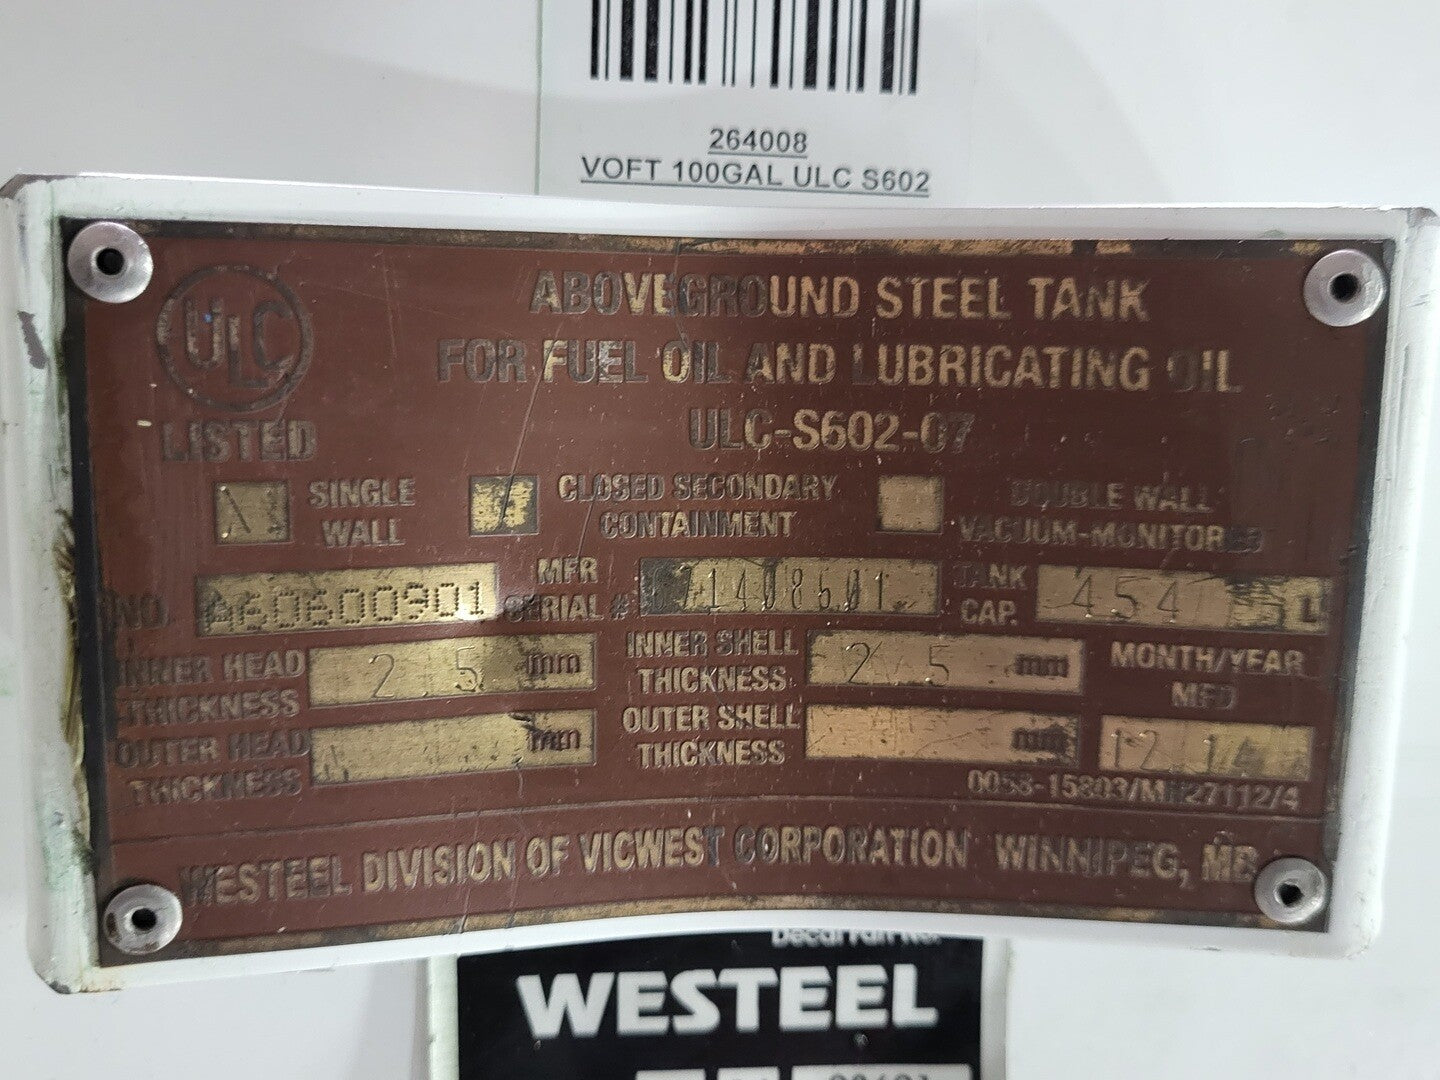 264008
VOFT 100GAL ULC S602
ULC
LISTED
ABOVEGROUND STEEL TANK
FOR FUEL OIL AND LUBRICATING OIL
ULC-S602-07
SINGLE WALL
CLOSED SECONDARY CONTAINMENT
DOUBLE WALL VACUUM-MONITORED
NO. A60600901
MFR SERIAL #
TANK CAP. 454 L
INNER HEAD THICKNESS 2.5 mm
INNER SHELL THICKNESS 2.5 mm
MONTH/YEAR MFD 12 14
OUTER HEAD THICKNESS mm
OUTER SHELL THICKNESS mm
WESTEEL DIVISION OF VICWEST CORPORATION WINNIPEG, MB
WESTEEL